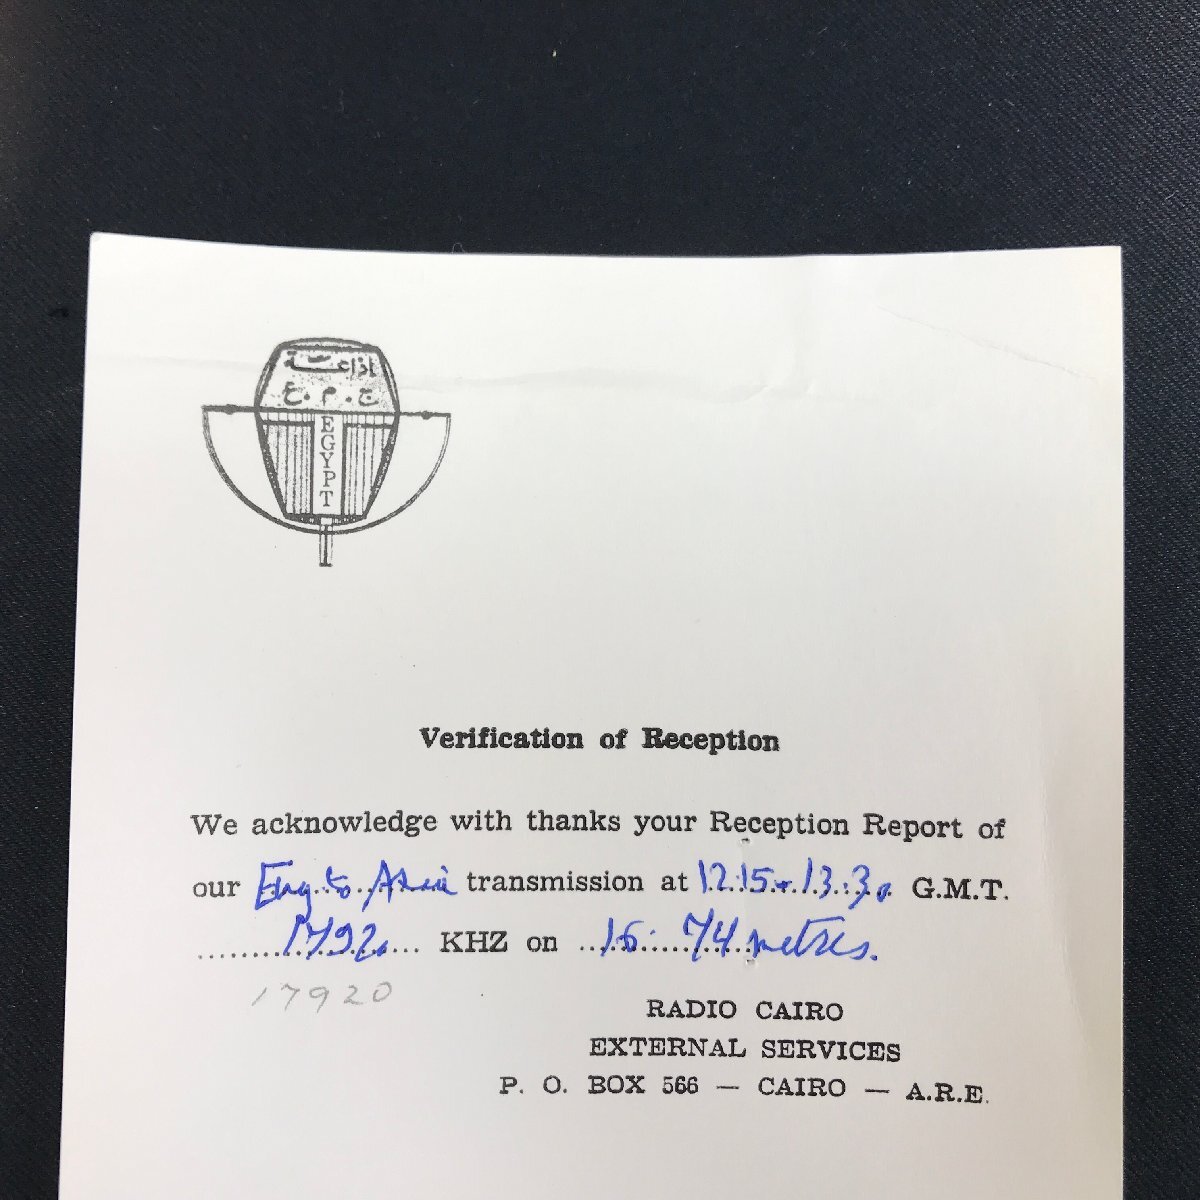 إذاعة
ج. م. ع
EGYPT
Verification of Reception
We acknowledge with thanks your Reception Report of
our Eng. to Asia transmission at 12.15 - 13.30 G.M.T.
17920 KHZ on 16.74 metres.
17920
RADIO CAIRO
EXTERNAL SERVICES
P. O. BOX 566 — CAIRO — A.R.E.